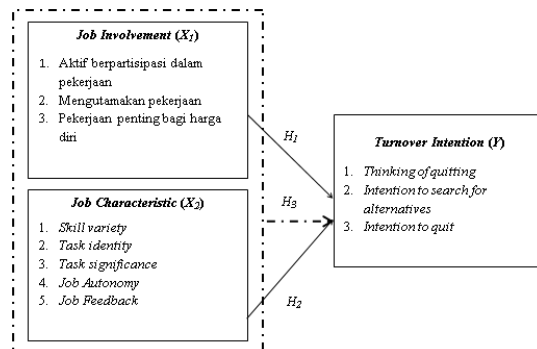 Job Involvement (X1)
1. Aktif berpartisipasi dalam
pekerjaan
2. Mengutamakan pekerjaan
3. Pekerjaan penting bagi harga
diri
H1
Turnover Intention (Y)
1. Thinking of quitting
2. Intention to search for
alternatives
3. Intention to quit
Job Characteristic (X2)
1. Skill variety
2. Task identity
3. Task significance
4. Job Autonomy
5. Job Feedback
H3
H2